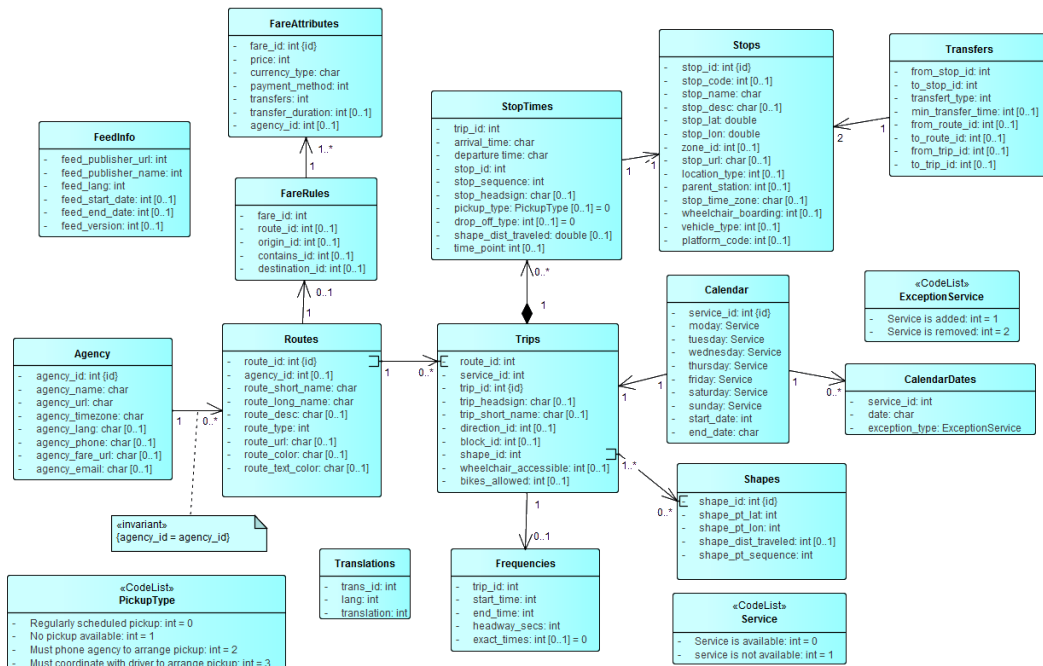 FareAttributes
- fare_id: int {id}
- price: int
- currency_type: char
- payment_method: int
- transfers: int
- transfer_duration: int [0..1]
- agency_id: int [0..1]
1..*
1
FeedInfo
- feed_publisher_url: int
- feed_publisher_name: int
- feed_lang: int
- feed_start_date: int [0..1]
- feed_end_date: int [0..1]
- feed_version: int [0..1]
FareRules
- fare_id: int
- route_id: int [0..1]
- origin_id: int [0..1]
- contains_id: int [0..1]
- destination_id: int [0..1]
0..1
1
StopTimes
- trip_id: int
- arrival_time: char
- departure time: char
- stop_id: int
- stop_sequence: int
- stop_headsign: char [0..1]
- pickup_type: PickupType [0..1] = 0
- drop_off_type: int [0..1] = 0
- shape_dist_traveled: double [0..1]
- time_point: int [0..1]
1
1
0..*
1
Stops
- stop_id: int {id}
- stop_code: int [0..1]
- stop_name: char
- stop_desc: char [0..1]
- stop_lat: double
- stop_lon: double
- zone_id: int [0..1]
- stop_url: char [0..1]
- location_type: int [0..1]
- parent_station: int [0..1]
- stop_time_zone: char [0..1]
- wheelchair_boarding: int [0..1]
- vehicle_type: int [0..1]
- platform_code: int [0..1]
2
1
Transfers
- from_stop_id: int
- to_stop_id: int
- transfert_type: int
- min_transfer_time: int [0..1]
- from_route_id: int [0..1]
- to_route_id: int [0..1]
- from_trip_id: int [0..1]
- to_trip_id: int [0..1]
Agency
- agency_id: int {id}
- agency_name: char
- agency_url: char
- agency_timezone: char
- agency_lang: char [0..1]
- agency_phone: char [0..1]
- agency_fare_url: char [0..1]
- agency_email: char [0..1]
1
0..*
«invariant»
{agency_id = agency_id}
Routes
- route_id: int {id}
- agency_id: int [0..1]
- route_short_name: char
- route_long_name: char
- route_desc: char [0..1]
- route_type: int
- route_url: char [0..1]
- route_color: char [0..1]
- route_text_color: char [0..1]
1
0..*
Trips
- route_id: int
- service_id: int
- trip_id: int {id}
- trip_headsign: char [0..1]
- trip_short_name: char [0..1]
- direction_id: int [0..1]
- block_id: int [0..1]
- shape_id: int
- wheelchair_accessible: int [0..1]
- bikes_allowed: int [0..1]
1
0..1
1
1
1..*
0..*
Calendar
- service_id: int {id}
- moday: Service
- tuesday: Service
- wednesday: Service
- thursday: Service
- friday: Service
- saturday: Service
- sunday: Service
- start_date: int
- end_date: char
1
0..*
«CodeList»
ExceptionService
- Service is added: int = 1
- Service is removed: int = 2
CalendarDates
- service_id: int
- date: char
- exception_type: ExceptionService
Shapes
- shape_id: int {id}
- shape_pt_lat: int
- shape_pt_lon: int
- shape_dist_traveled: int [0..1]
- shape_pt_sequence: int
«CodeList»
PickupType
- Regularly scheduled pickup: int = 0
- No pickup available: int = 1
- Must phone agency to arrange pickup: int = 2
- Must coordinate with driver to arrange pickup: int = 3
Translations
- trans_id: int
- lang: int
- translation: int
Frequencies
- trip_id: int
- start_time: int
- end_time: int
- headway_secs: int
- exact_times: int [0..1] = 0
«CodeList»
Service
- Service is available: int = 0
- service is not available: int = 1